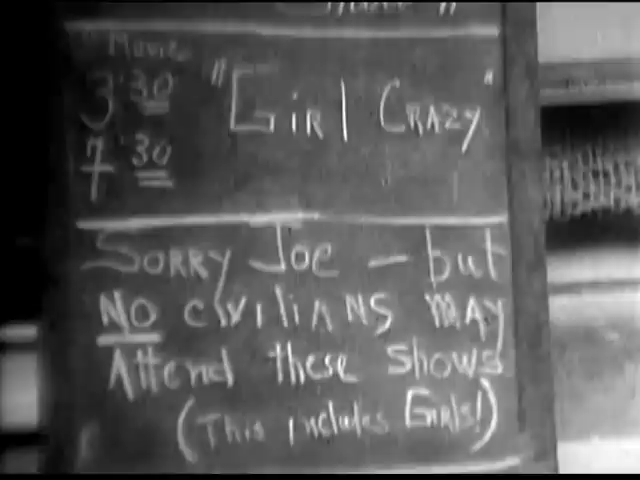 Movies
3:30 "GIRL CRAZY"
7:30
SORRY JOE — but
NO civiliANS MAY
Attend these shows
(This includes Girls!)